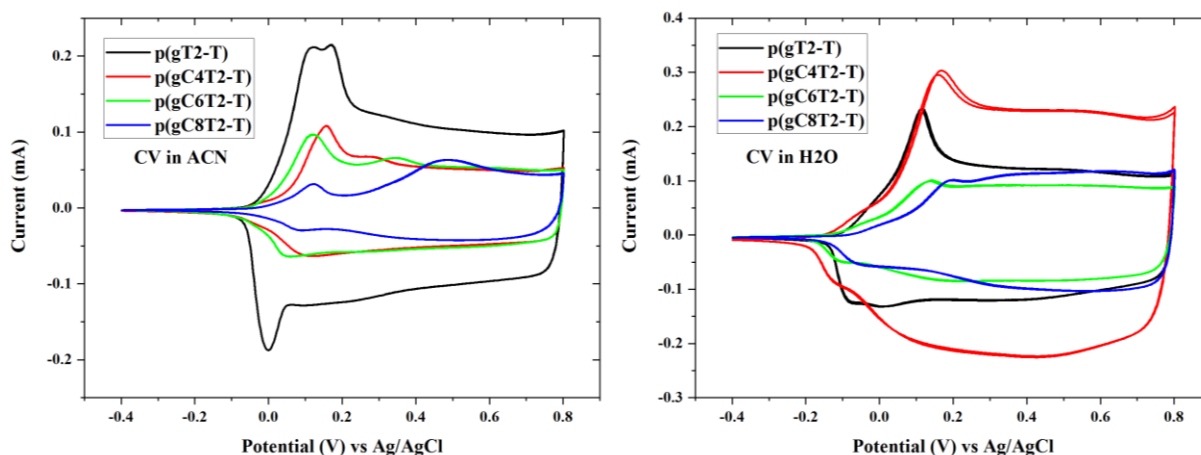 0.2
0.1
0.0
-0.1
-0.2
Current (mA)
p(gT2-T)
p(gC4T2-T)
p(gC6T2-T)
p(gC8T2-T)
CV in ACN
-0.4
-0.2
0.0
0.2
0.4
0.6
0.8
Potential (V) vs Ag/AgCl
0.4
0.3
0.2
0.1
0.0
-0.1
-0.2
-0.3
Current (mA)
p(gT2-T)
p(gC4T2-T)
p(gC6T2-T)
p(gC8T2-T)
CV in H2O
-0.4
-0.2
0.0
0.2
0.4
0.6
0.8
Potential (V) vs Ag/AgCl